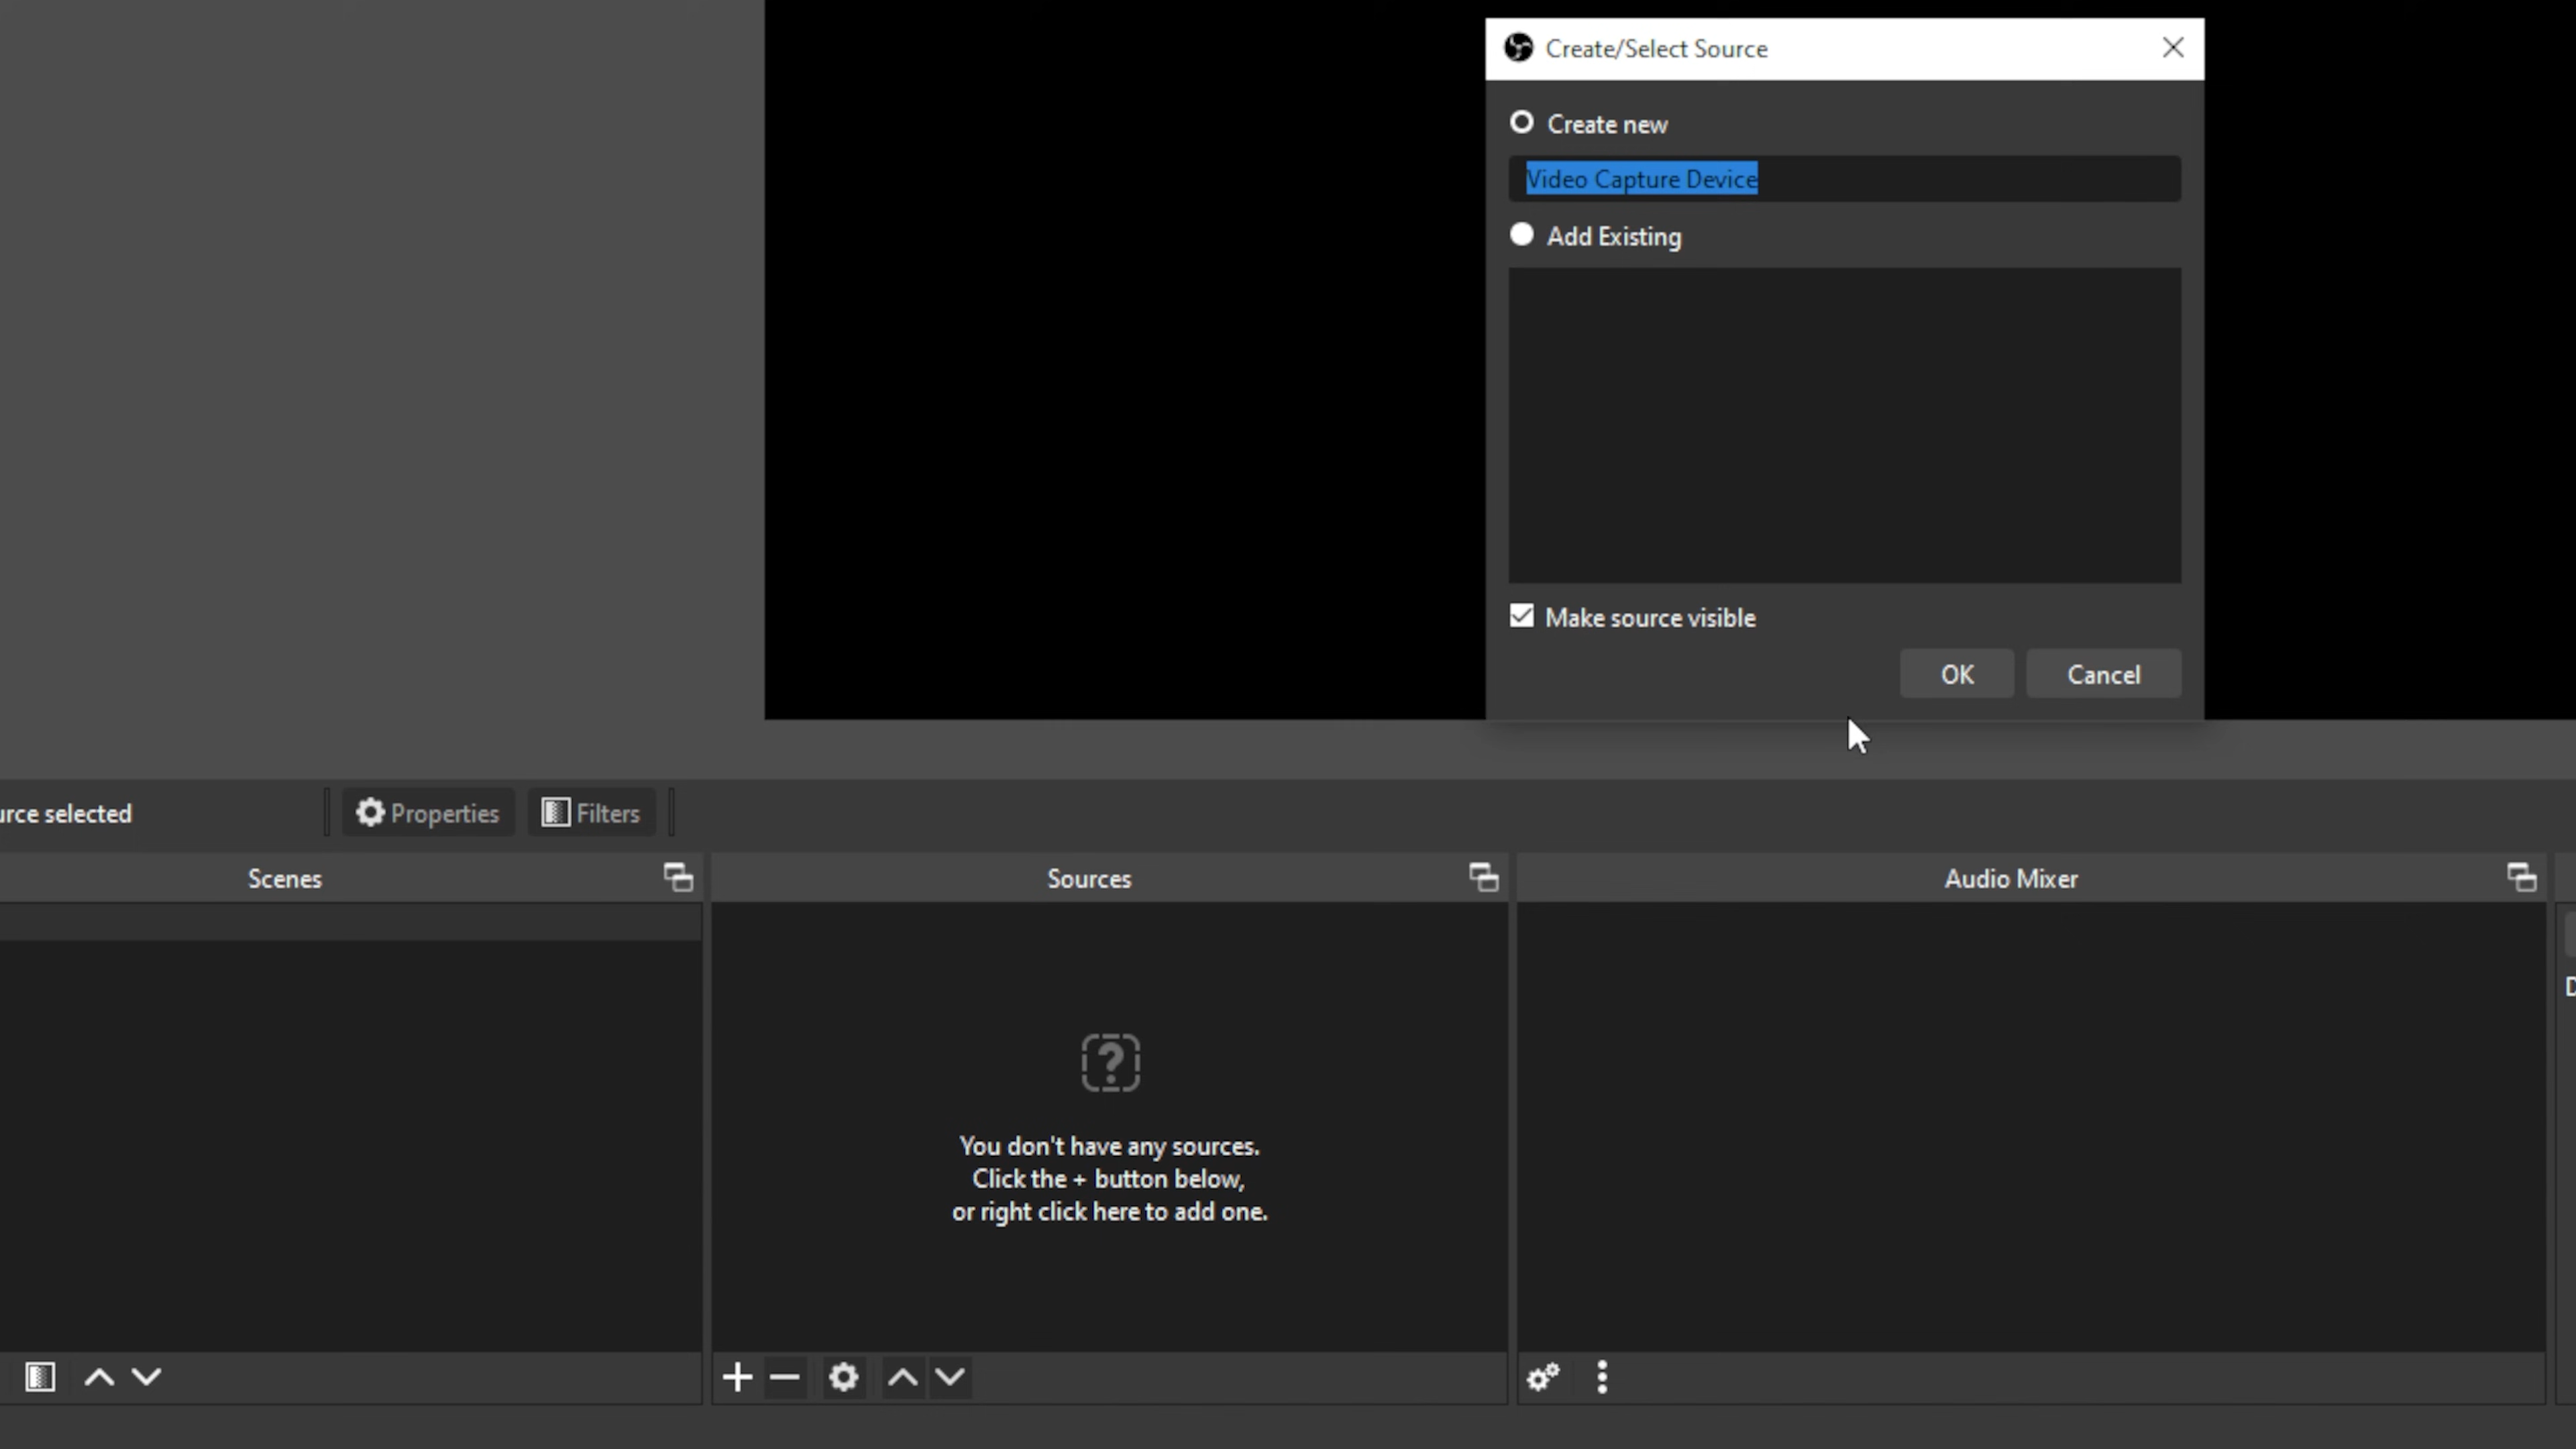 Create/Select Source
Create new
Video Capture Device
Add Existing
Make source visible
OK Cancel
selected
Properties
Filters
Scenes
Sources
Audio Mixer
You don't have any sources.
Click the + button below,
or right click here to add one.